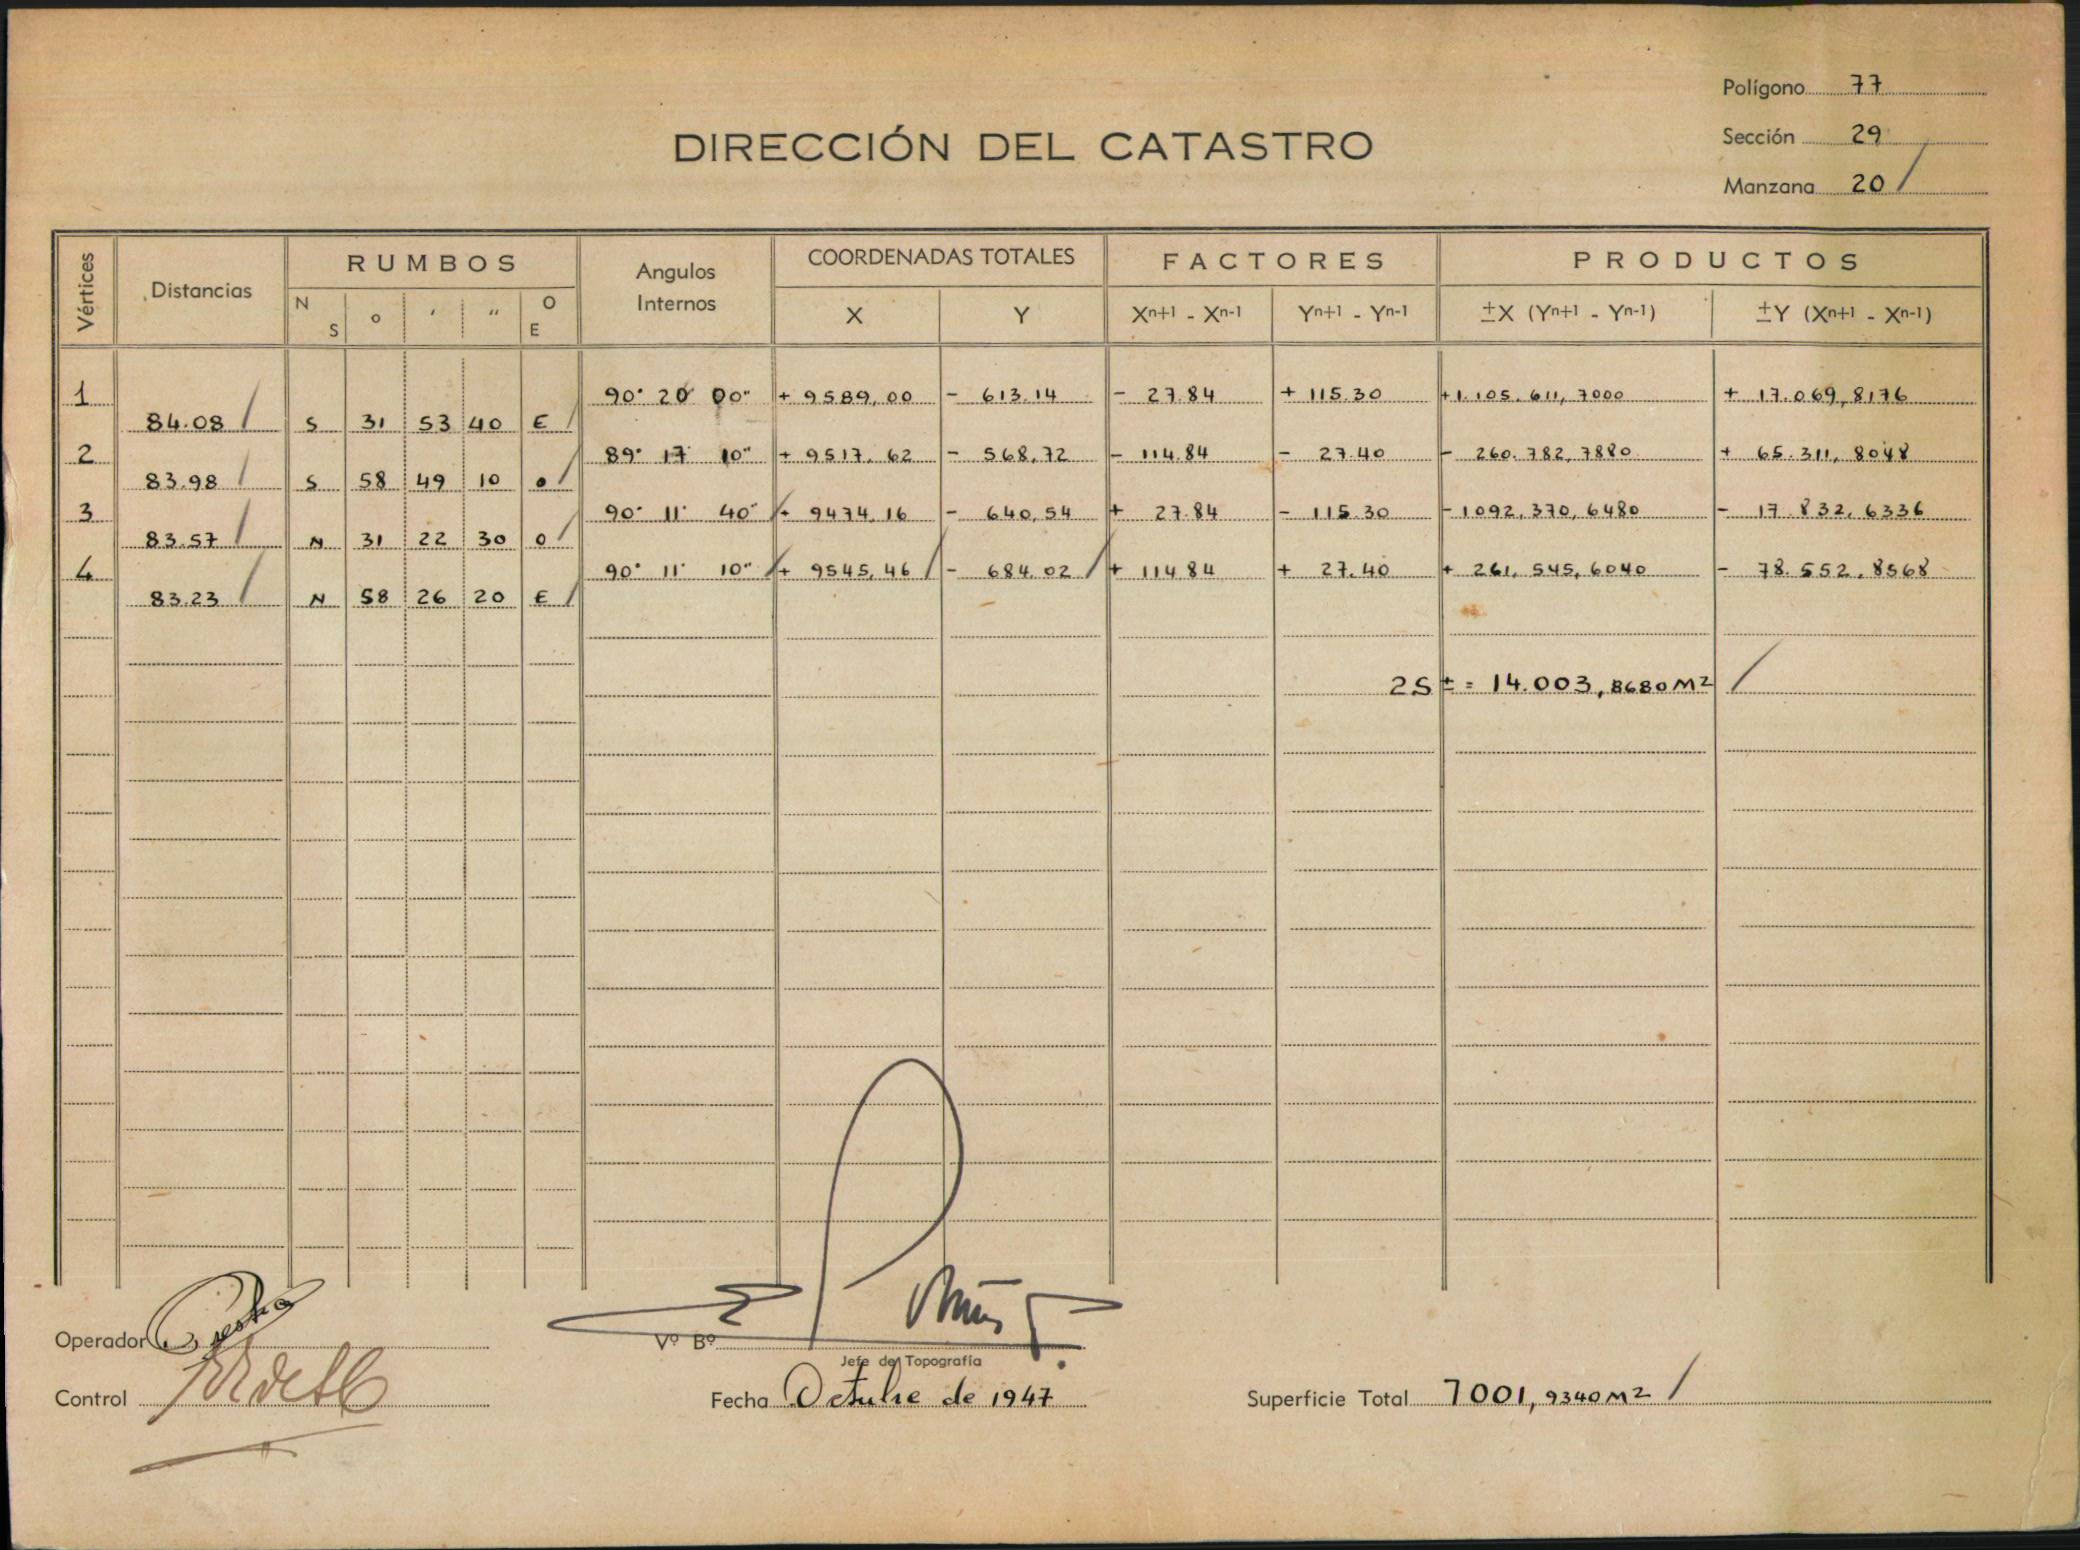 Polígono 77
DIRECCIÓN DEL CATASTRO
Sección 29
Manzana 20
Vértices Distancias RUMBOS Angulos Internos COORDENADAS TOTALES FACTORES PRODUCTOS
N S o ′ ″ O E X Y Xn+1 - Xn-1 Yn+1 - Yn-1 ±X (Yn+1 - Yn-1) ±Y (Xn+1 - Xn-1)
1 90° 20' 00" + 9589,00 - 613.14 - 27.84 + 115.30 +1.105.611,7000 + 17.069,8176
84.08 S 31 53 40 E
2 89° 17' 10" + 9517,62 - 568,72 - 114.84 - 27.40 - 260.782,7880 + 65.311,8048
83.98 S 58 49 10 O
3 90° 11' 40" + 9474,16 - 640,54 + 27.84 - 115.30 - 1092,370,6480 - 17.832,6336
83.57 N 31 22 30 O
4 90° 11' 10" + 9545,46 - 684.02 + 114.84 + 27.40 + 261,545,6040 - 78.552,8568
83.23 N 58 26 20 E
2S ± = 14.003,8680 M2
Operador
Vº Bº
Jefe de Topografía
Control
Fecha Octubre de 1947
Superficie Total 7001,9340 M2